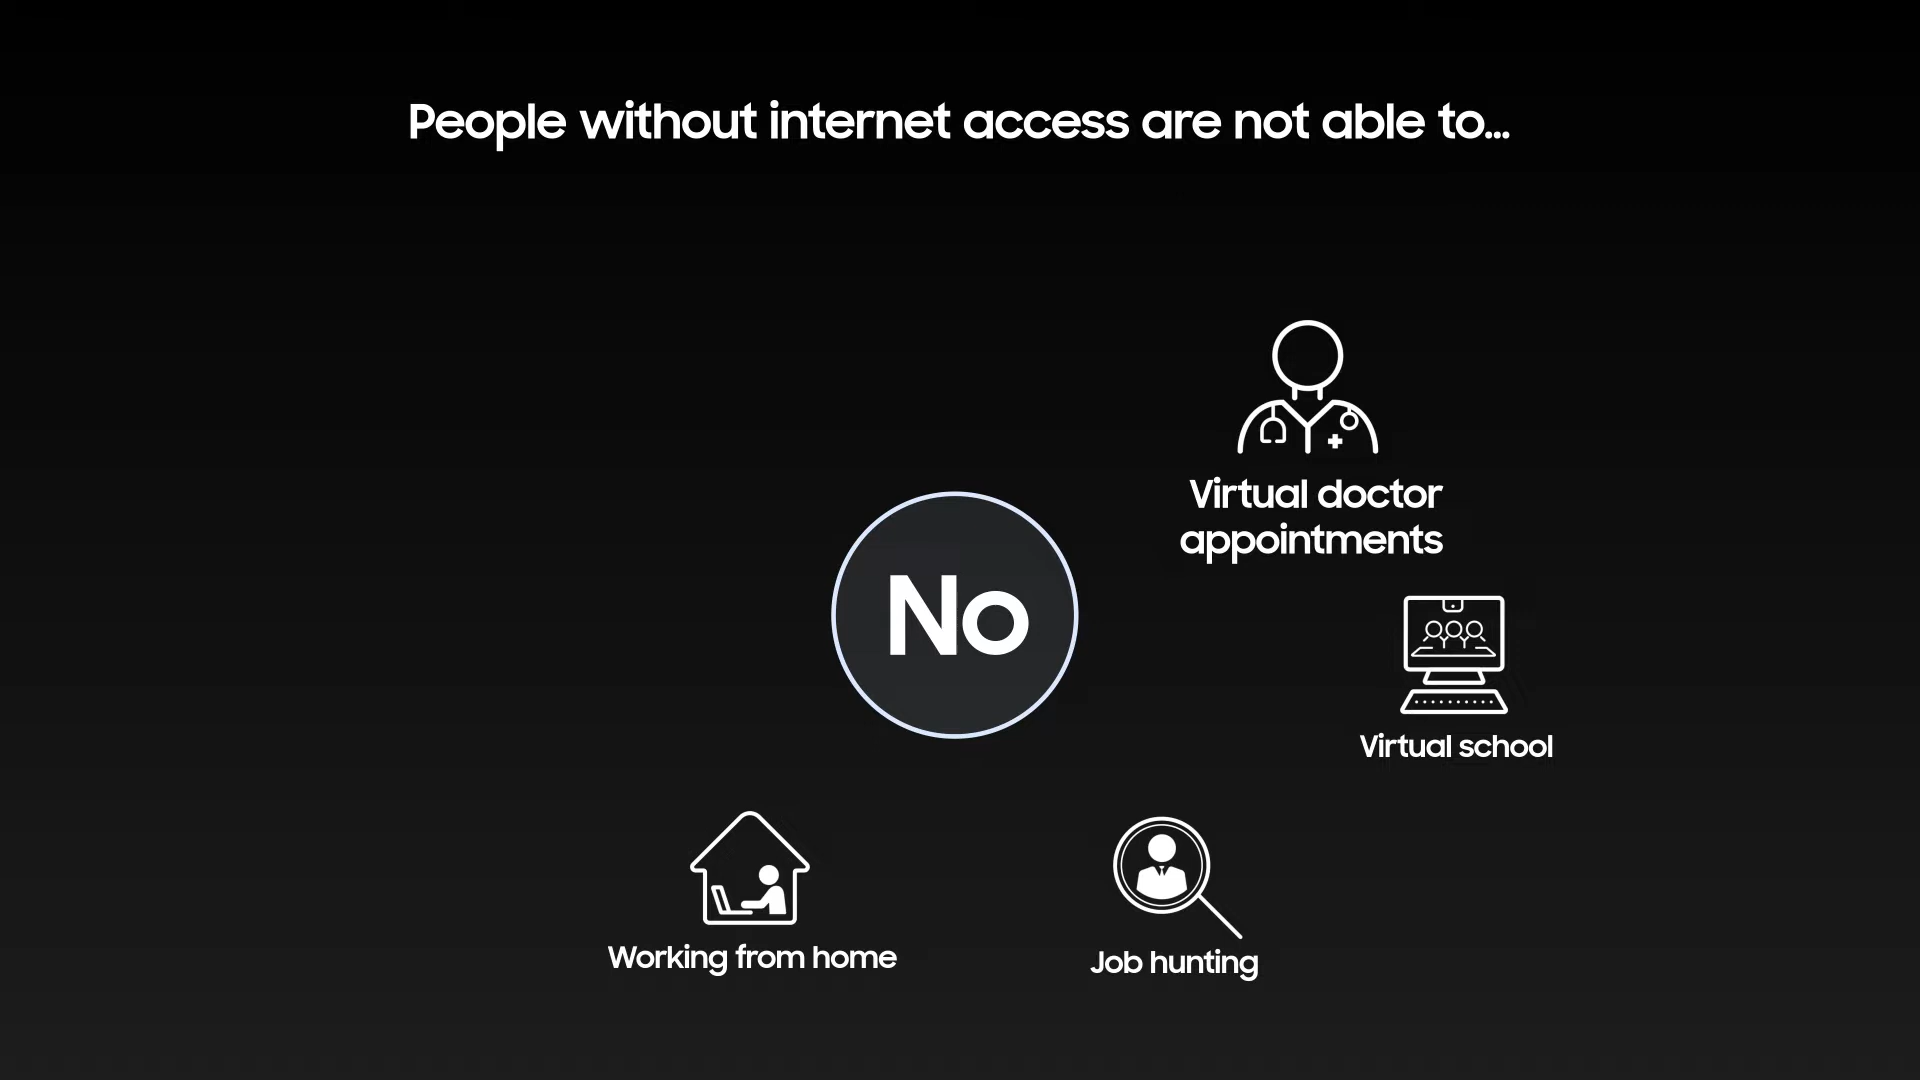 People without internet access are not able to...
Virtual doctor
appointments
No
Virtual school
Working from home
Job hunting